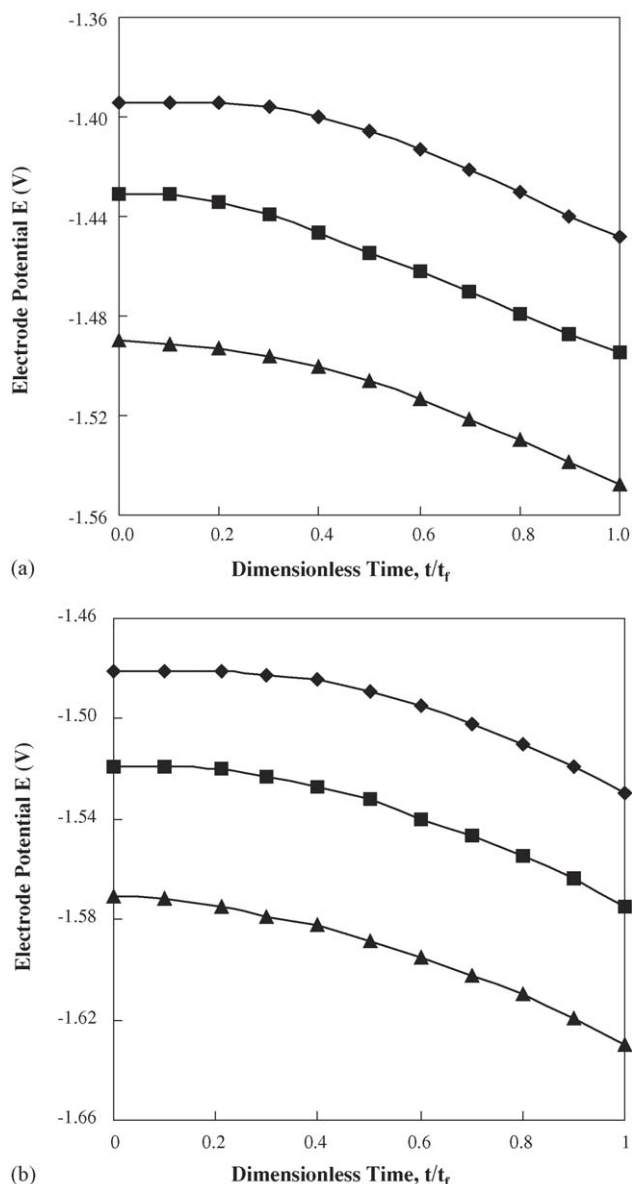 -1.36
-1.40
-1.44
-1.48
-1.52
-1.56
Electrode Potential E (V)
0.0 0.2 0.4 0.6 0.8 1.0
(a) Dimensionless Time, t/tf
-1.46
-1.50
-1.54
-1.58
-1.62
-1.66
Electrode Potential E (V)
0 0.2 0.4 0.6 0.8 1
(b) Dimensionless Time, t/tf